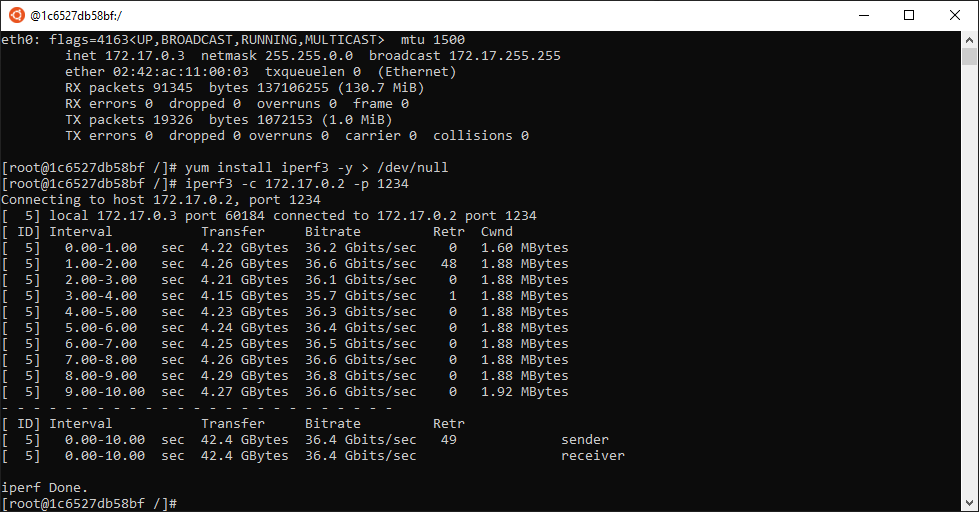 @1c6527db58bf:/
eth0: flags=4163<UP,BROADCAST,RUNNING,MULTICAST>  mtu 1500
        inet 172.17.0.3  netmask 255.255.0.0  broadcast 172.17.255.255
        ether 02:42:ac:11:00:03  txqueuelen 0  (Ethernet)
        RX packets 91345  bytes 137106255 (130.7 MiB)
        RX errors 0  dropped 0  overruns 0  frame 0
        TX packets 19326  bytes 1072153 (1.0 MiB)
        TX errors 0  dropped 0 overruns 0  carrier 0  collisions 0

[root@1c6527db58bf /]# yum install iperf3 -y > /dev/null
[root@1c6527db58bf /]# iperf3 -c 172.17.0.2 -p 1234
Connecting to host 172.17.0.2, port 1234
[  5] local 172.17.0.3 port 60184 connected to 172.17.0.2 port 1234
[ ID] Interval           Transfer     Bitrate         Retr  Cwnd
[  5]   0.00-1.00   sec  4.22 GBytes  36.2 Gbits/sec    0   1.60 MBytes
[  5]   1.00-2.00   sec  4.26 GBytes  36.6 Gbits/sec   48   1.88 MBytes
[  5]   2.00-3.00   sec  4.21 GBytes  36.1 Gbits/sec    0   1.88 MBytes
[  5]   3.00-4.00   sec  4.15 GBytes  35.7 Gbits/sec    1   1.88 MBytes
[  5]   4.00-5.00   sec  4.23 GBytes  36.3 Gbits/sec    0   1.88 MBytes
[  5]   5.00-6.00   sec  4.24 GBytes  36.4 Gbits/sec    0   1.88 MBytes
[  5]   6.00-7.00   sec  4.25 GBytes  36.5 Gbits/sec    0   1.88 MBytes
[  5]   7.00-8.00   sec  4.26 GBytes  36.6 Gbits/sec    0   1.88 MBytes
[  5]   8.00-9.00   sec  4.29 GBytes  36.8 Gbits/sec    0   1.88 MBytes
[  5]   9.00-10.00  sec  4.27 GBytes  36.6 Gbits/sec    0   1.92 MBytes
- - - - - - - - - - - - - - - - - - - - - - - - -
[ ID] Interval           Transfer     Bitrate         Retr
[  5]   0.00-10.00  sec  42.4 GBytes  36.4 Gbits/sec   49             sender
[  5]   0.00-10.00  sec  42.4 GBytes  36.4 Gbits/sec                  receiver

iperf Done.
[root@1c6527db58bf /]#